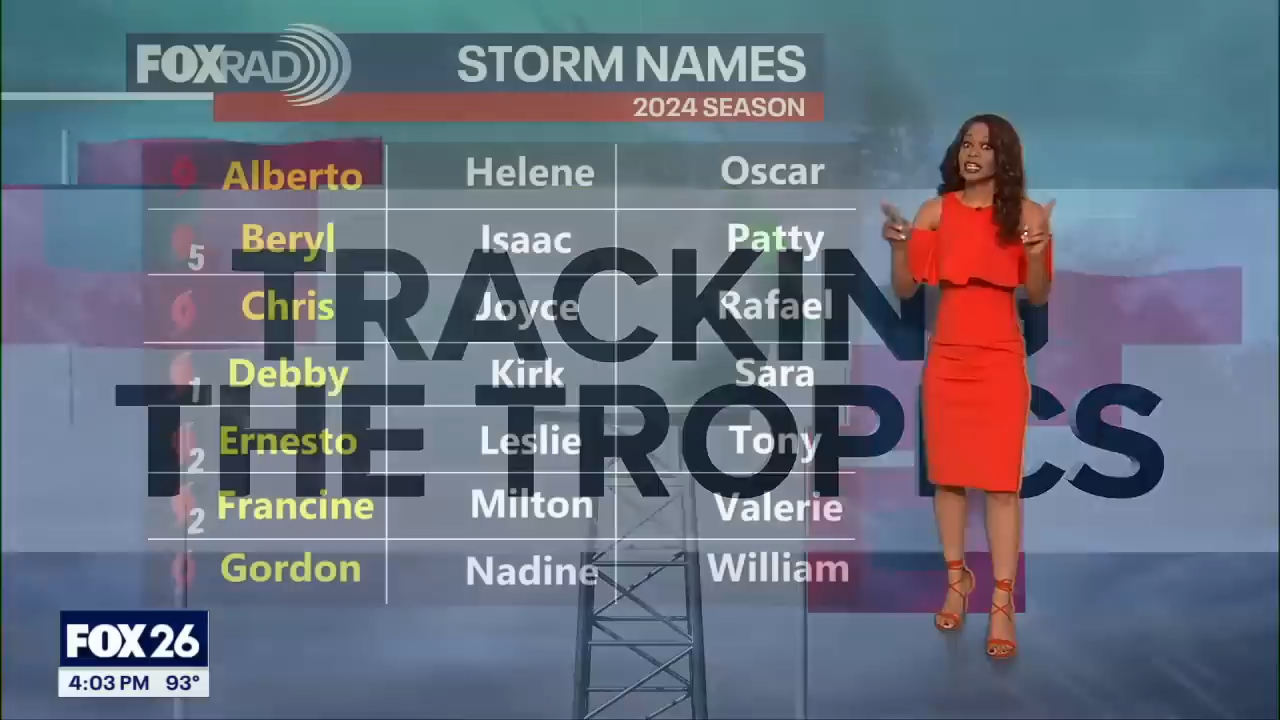 FOXRAD STORM NAMES
2024 SEASON
Alberto Helene Oscar
5 Beryl Isaac Patty
Chris Joyce Rafael
TRACKIN
1 Debby Kirk Sara
THE TROPICS
2 Ernesto Leslie Tony
2 Francine Milton Valerie
Gordon Nadine William
FOX 26
4:03 PM 93°